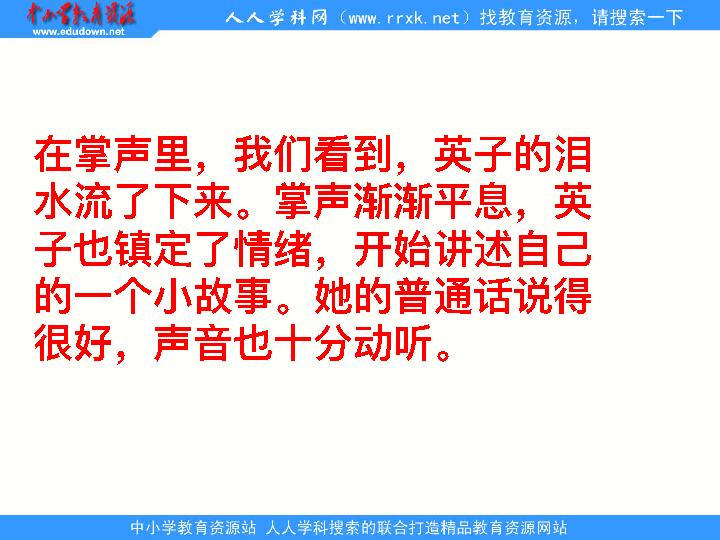 中小学教育资源
www.edudown.net
人人学科网（www.rrxk.net）找教育资源，请搜索一下
在掌声里，我们看到，英子的泪
水流了下来。掌声渐渐平息，英
子也镇定了情绪，开始讲述自己
的一个小故事。她的普通话说得
很好，声音也十分动听。
中小学教育资源站 人人学科搜索的联合打造精品教育资源网站